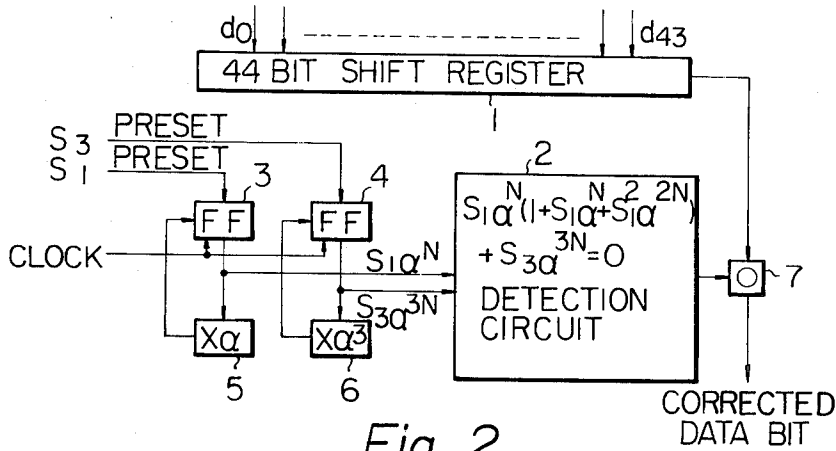 d0 d43
44 BIT SHIFT REGISTER
1
S3 PRESET
S1 PRESET
3 4 2
FF FF
S1α^N(1+S1α^N+S1^2α^2N)
+S3α^3N=0
DETECTION
CIRCUIT
CLOCK
S1α^N
S3α^3N
7
Xα Xα^3
5 6
CORRECTED
DATA BIT
Fig. 2